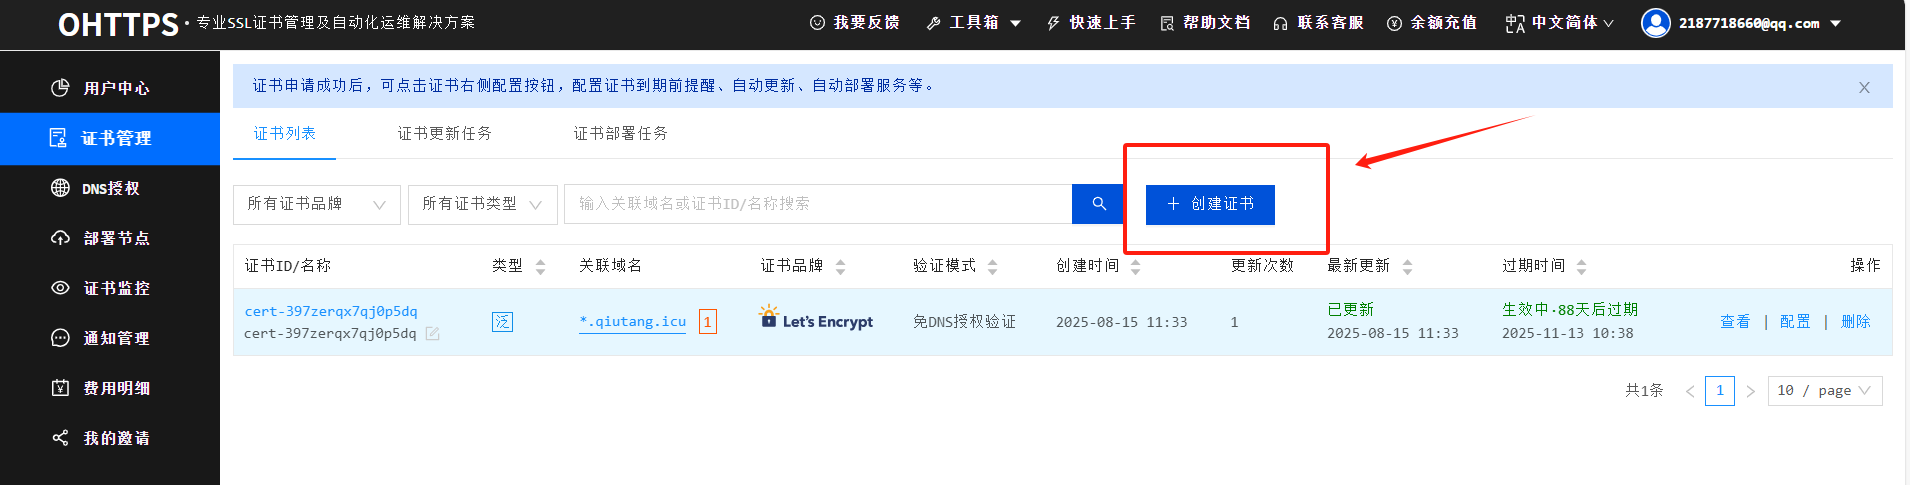 OHTTPS · 专业SSL证书管理及自动化运维解决方案
我要反馈 工具箱 快速上手 帮助文档 联系客服 余额充值 中文简体 2187718660@qq.com
用户中心
证书管理
DNS授权
部署节点
证书监控
通知管理
费用明细
我的邀请
证书申请成功后，可点击证书右侧配置按钮，配置证书到期前提醒、自动更新、自动部署服务等。
证书列表 证书更新任务 证书部署任务
所有证书品牌 所有证书类型 输入关联域名或证书ID/名称搜索 + 创建证书
证书ID/名称 类型 关联域名 证书品牌 验证模式 创建时间 更新次数 最新更新 过期时间 操作
cert-397zerqx7qj0p5dq 泛 *.qiutang.icu 1 Let's Encrypt 免DNS授权验证 2025-08-15 11:33 1 已更新 生效中·88天后过期 查看 | 配置 | 删除
cert-397zerqx7qj0p5dq 2025-08-15 11:33 2025-11-13 10:38
共1条 < 1 > 10 / page